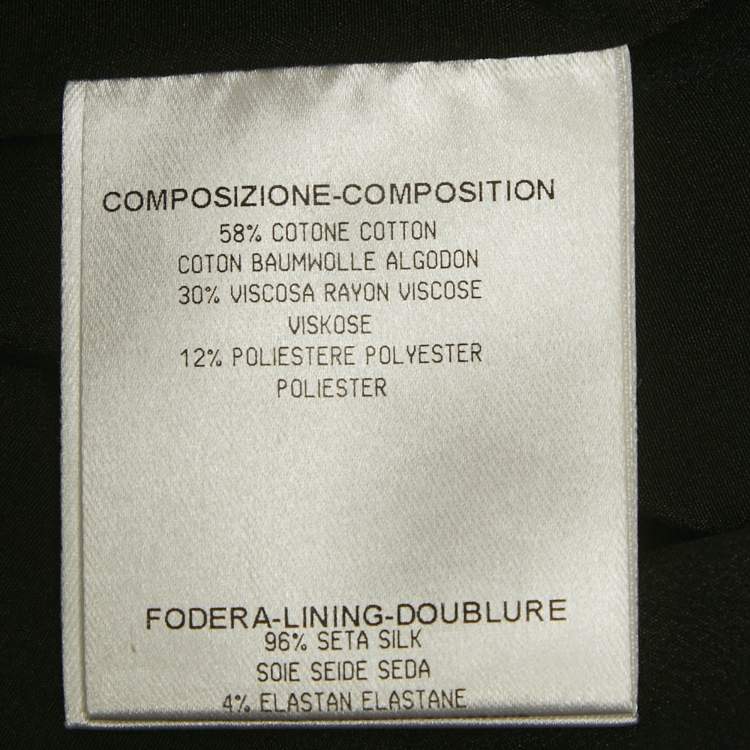 COMPOSIZIONE-COMPOSITION
58% COTONE COTTON
COTON BAUMWOLLE ALGODON
30% VISCOSA RAYON VISCOSE
VISKOSE
12% POLIESTERE POLYESTER
POLIESTER
FODERA-LINING-DOUBLURE
96% SETA SILK
SOIE SEIDE SEDA
4% ELASTAN ELASTANE